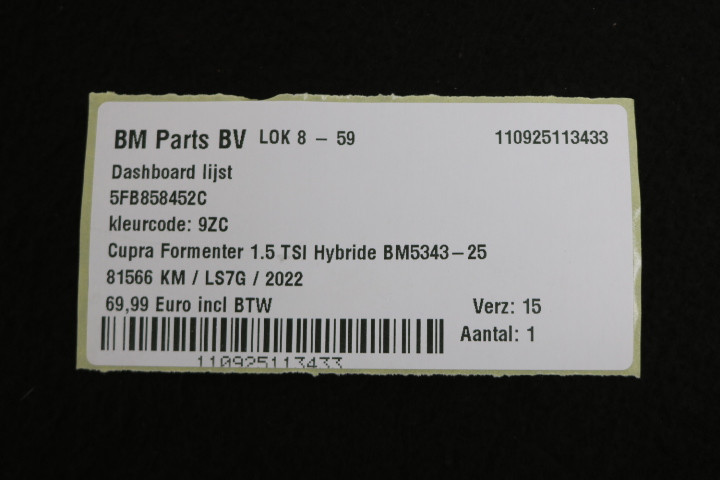 BM Parts BV LOK 8 - 59 110925113433
Dashboard lijst
5FB858452C
kleurcode: 9ZC
Cupra Formenter 1.5 TSI Hybride BM5343-25
81566 KM / LS7G / 2022
69,99 Euro incl BTW Verz: 15
Aantal: 1
110925113433